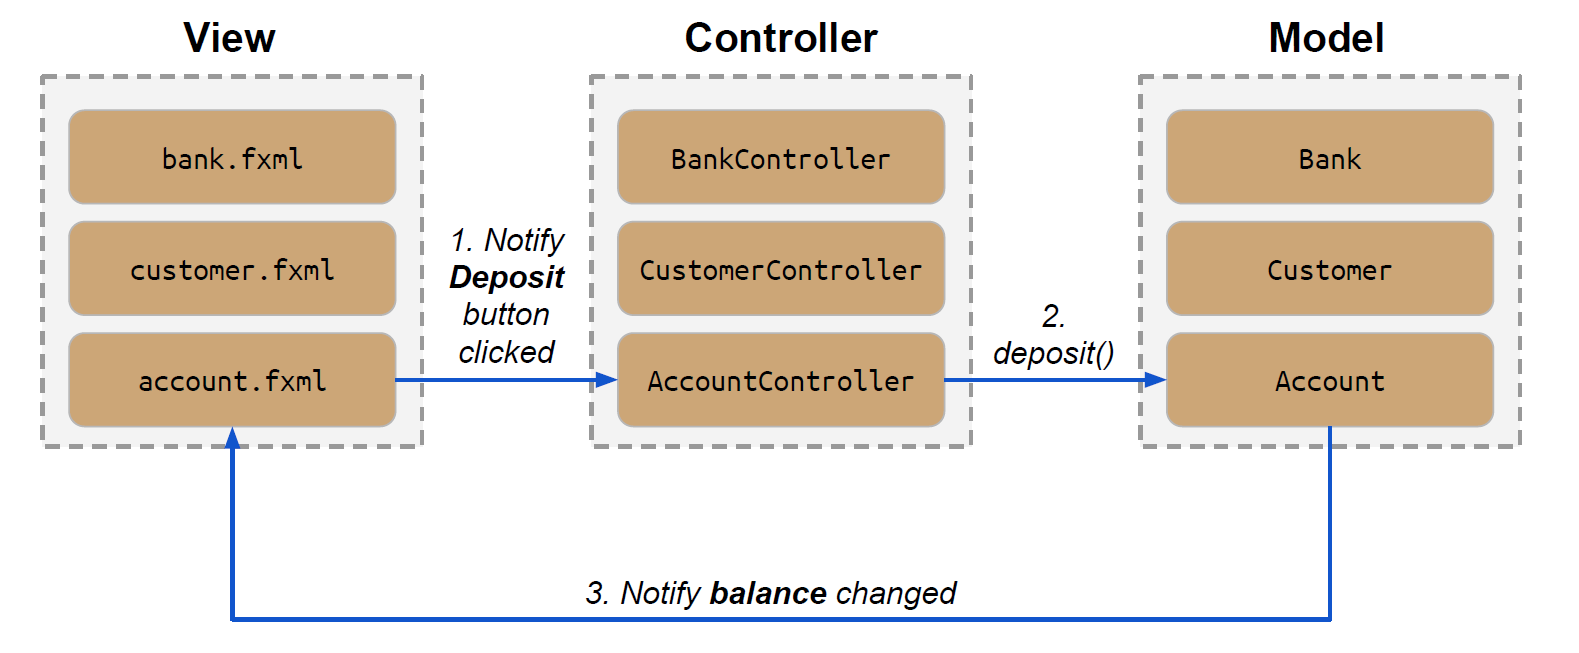 View
Controller
Model
bank.fxml
BankController
Bank
customer.fxml
CustomerController
Customer
account.fxml
AccountController
Account
1. Notify
Deposit
button
clicked
2.
deposit()
3. Notify balance changed